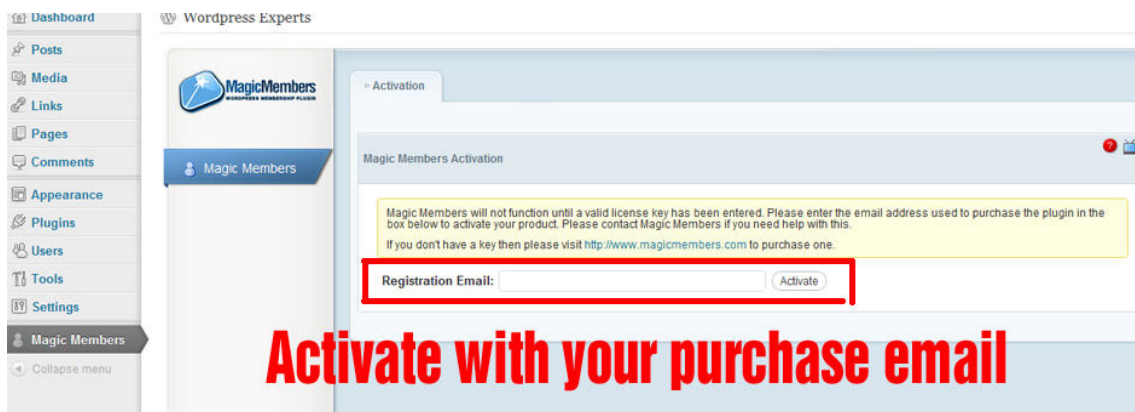 Dashboard
Wordpress Experts
Posts
Media
Links
Pages
Comments
Appearance
Plugins
Users
Tools
Settings
Magic Members
Collapse menu
MagicMembers
WORDPRESS MEMBERSHIP PLUGIN
Magic Members
» Activation
Magic Members Activation
?
Magic Members will not function until a valid license key has been entered. Please enter the email address used to purchase the plugin in the
box below to activate your product. Please contact Magic Members if you need help with this.
If you don't have a key then please visit http://www.magicmembers.com to purchase one.
Registration Email: Activate
Activate with your purchase email